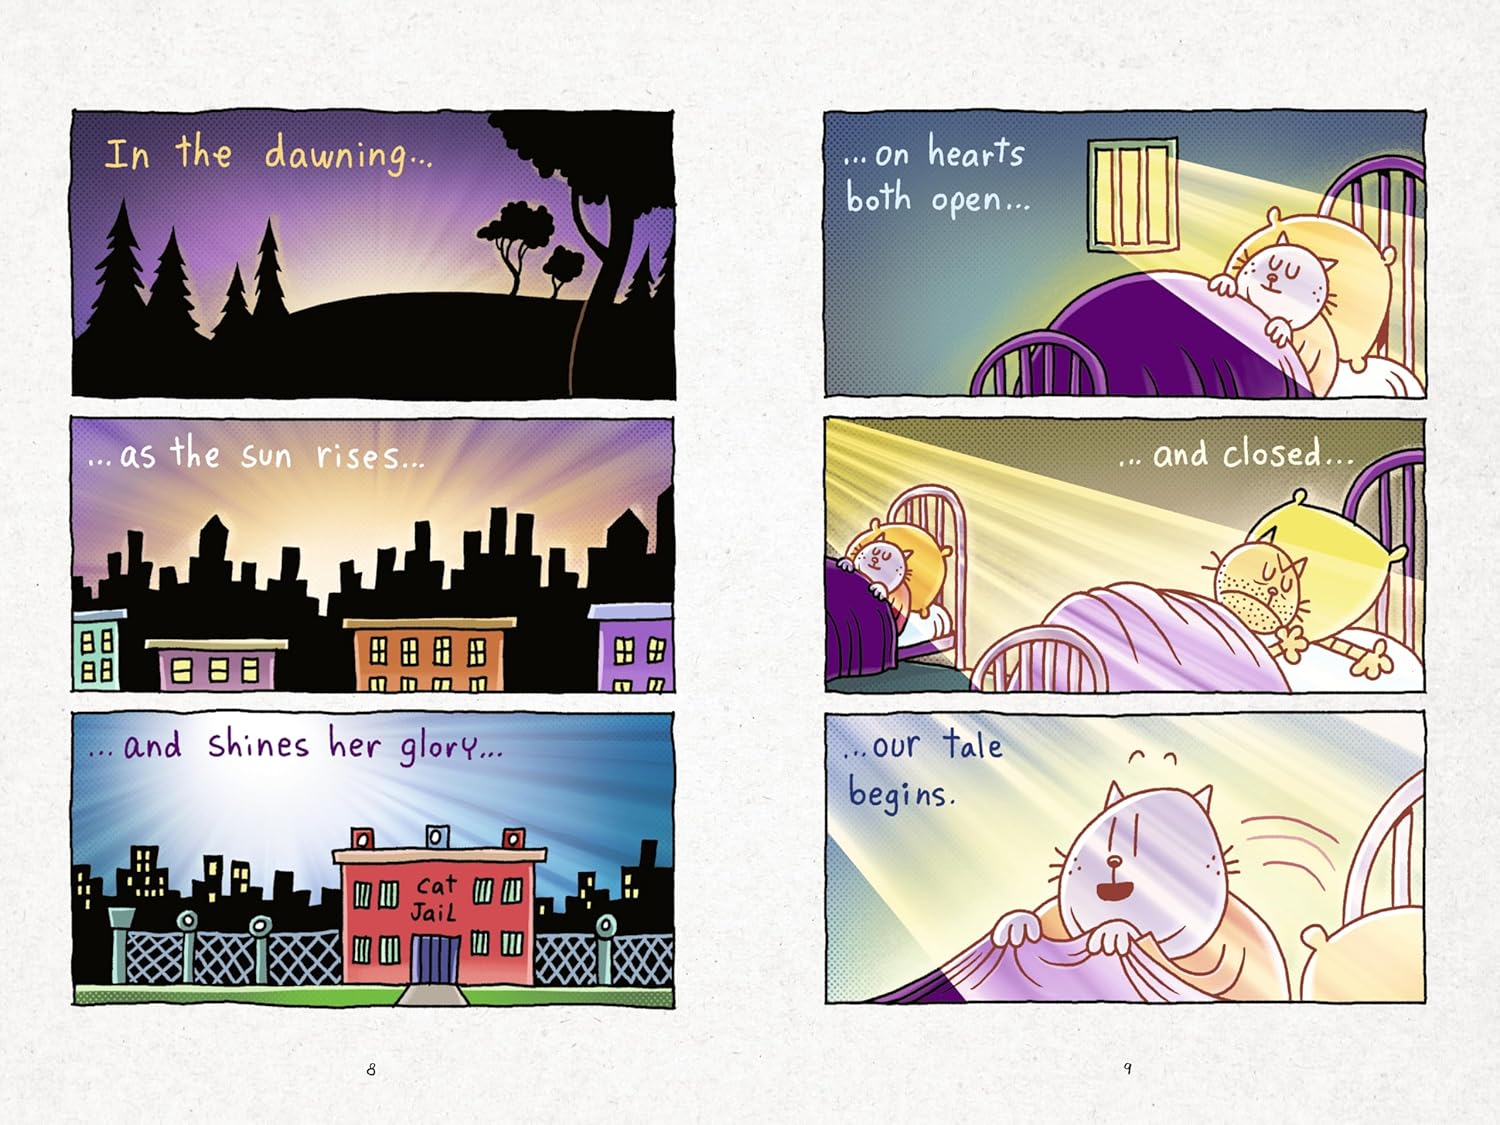 In the dawning...
...as the sun rises...
...and shines her glory...
cat
Jail
8
...on hearts
both open...
... and closed...
...our tale
begins.
9